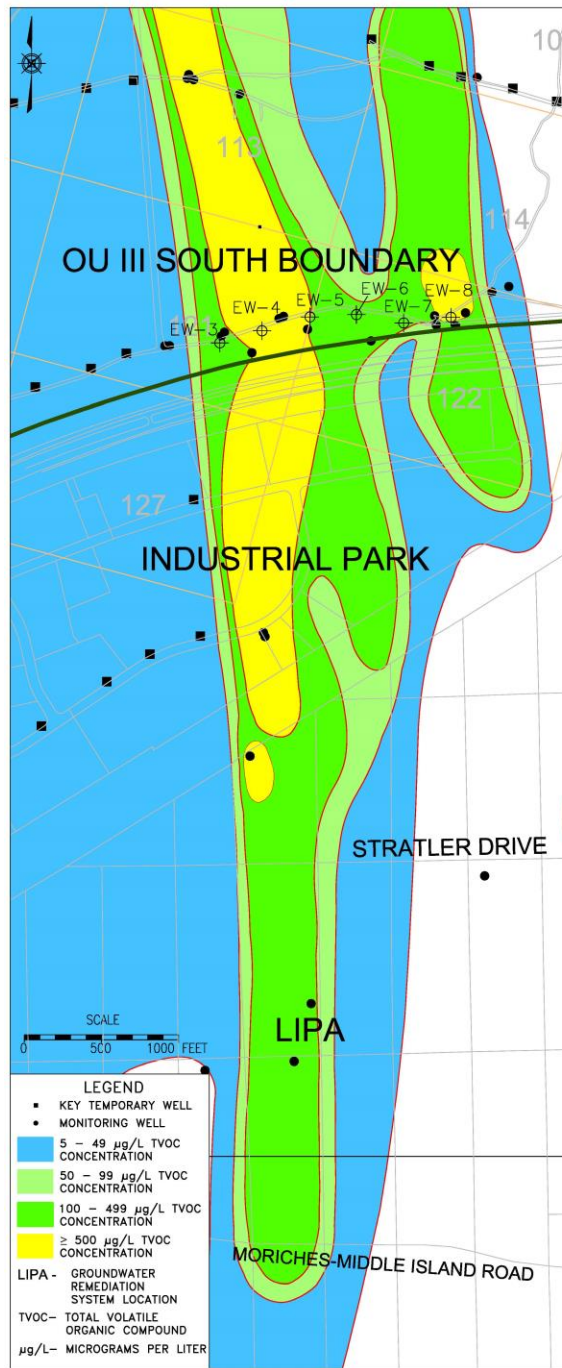 10
113
114
OU III SOUTH BOUNDARY
EW-6
EW-4
EW-5
EW-8
EW-7
EW-3
122
127
INDUSTRIAL PARK
STRATLER DRIVE
LIPA
SCALE
0 500 1000 FEET
MORICHES-MIDDLE ISLAND ROAD
LEGEND
KEY TEMPORARY WELL
MONITORING WELL
5 – 49 µg/L TVOC
CONCENTRATION
50 – 99 µg/L TVOC
CONCENTRATION
100 – 499 µg/L TVOC
CONCENTRATION
≥ 500 µg/L TVOC
CONCENTRATION
LIPA - GROUNDWATER
REMEDIATION
SYSTEM LOCATION
TVOC– TOTAL VOLATILE
ORGANIC COMPOUND
µg/L– MICROGRAMS PER LITER